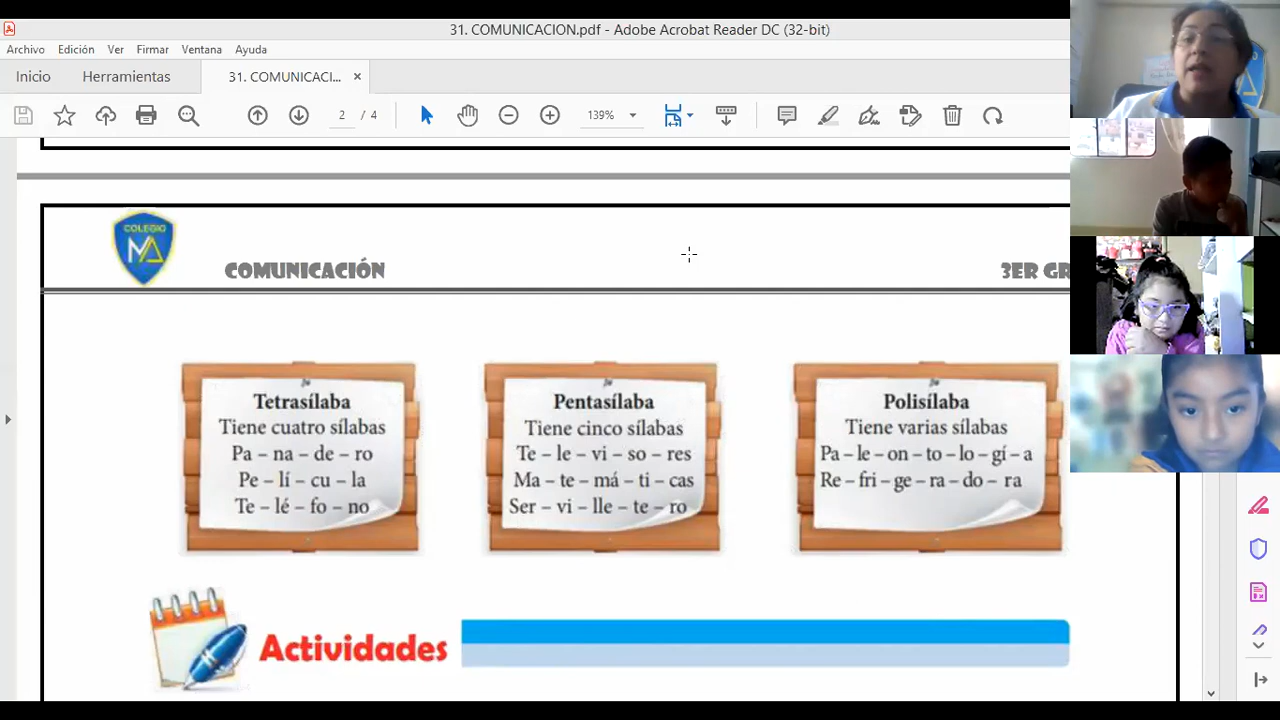 31. COMUNICACION.pdf - Adobe Acrobat Reader DC (32-bit)
Archivo Edición Ver Firmar Ventana Ayuda
Inicio Herramientas 31. COMUNICACI... ×
2 / 4 139%
COLEGIO
MA
COMUNICACIÓN 3ER GR
Tetrasílaba
Tiene cuatro sílabas
Pa – na – de – ro
Pe – lí – cu – la
Te – lé – fo – no
Pentasílaba
Tiene cinco sílabas
Te – le – vi – so – res
Ma – te – má – ti – cas
Ser – vi – lle – te – ro
Polisílaba
Tiene varias sílabas
Pa – le – on – to – lo – gí – a
Re – fri – ge – ra – do – ra
Actividades